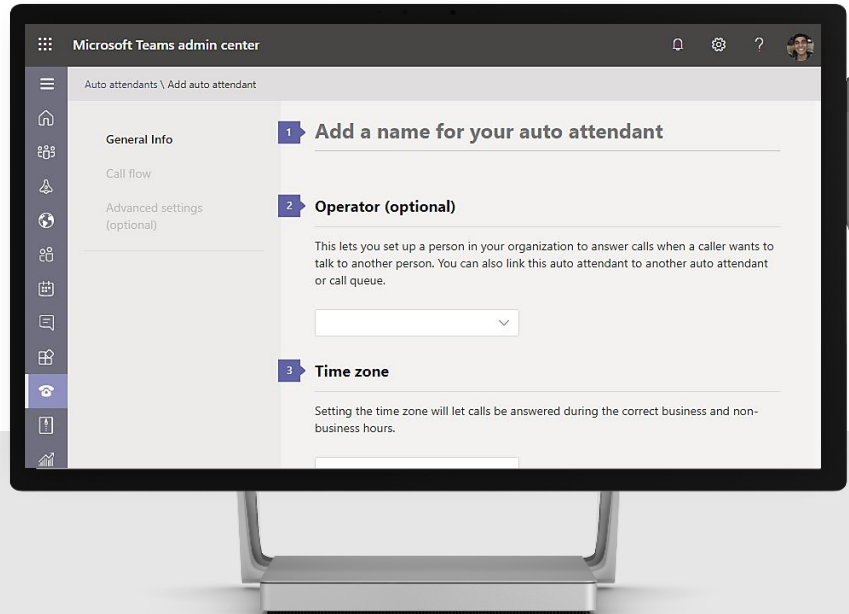 Microsoft Teams admin center
?
Auto attendants \ Add auto attendant
General Info
Call flow
Advanced settings
(optional)
1 Add a name for your auto attendant
2 Operator (optional)
This lets you set up a person in your organization to answer calls when a caller wants to
talk to another person. You can also link this auto attendant to another auto attendant
or call queue.
3 Time zone
Setting the time zone will let calls be answered during the correct business and non-
business hours.